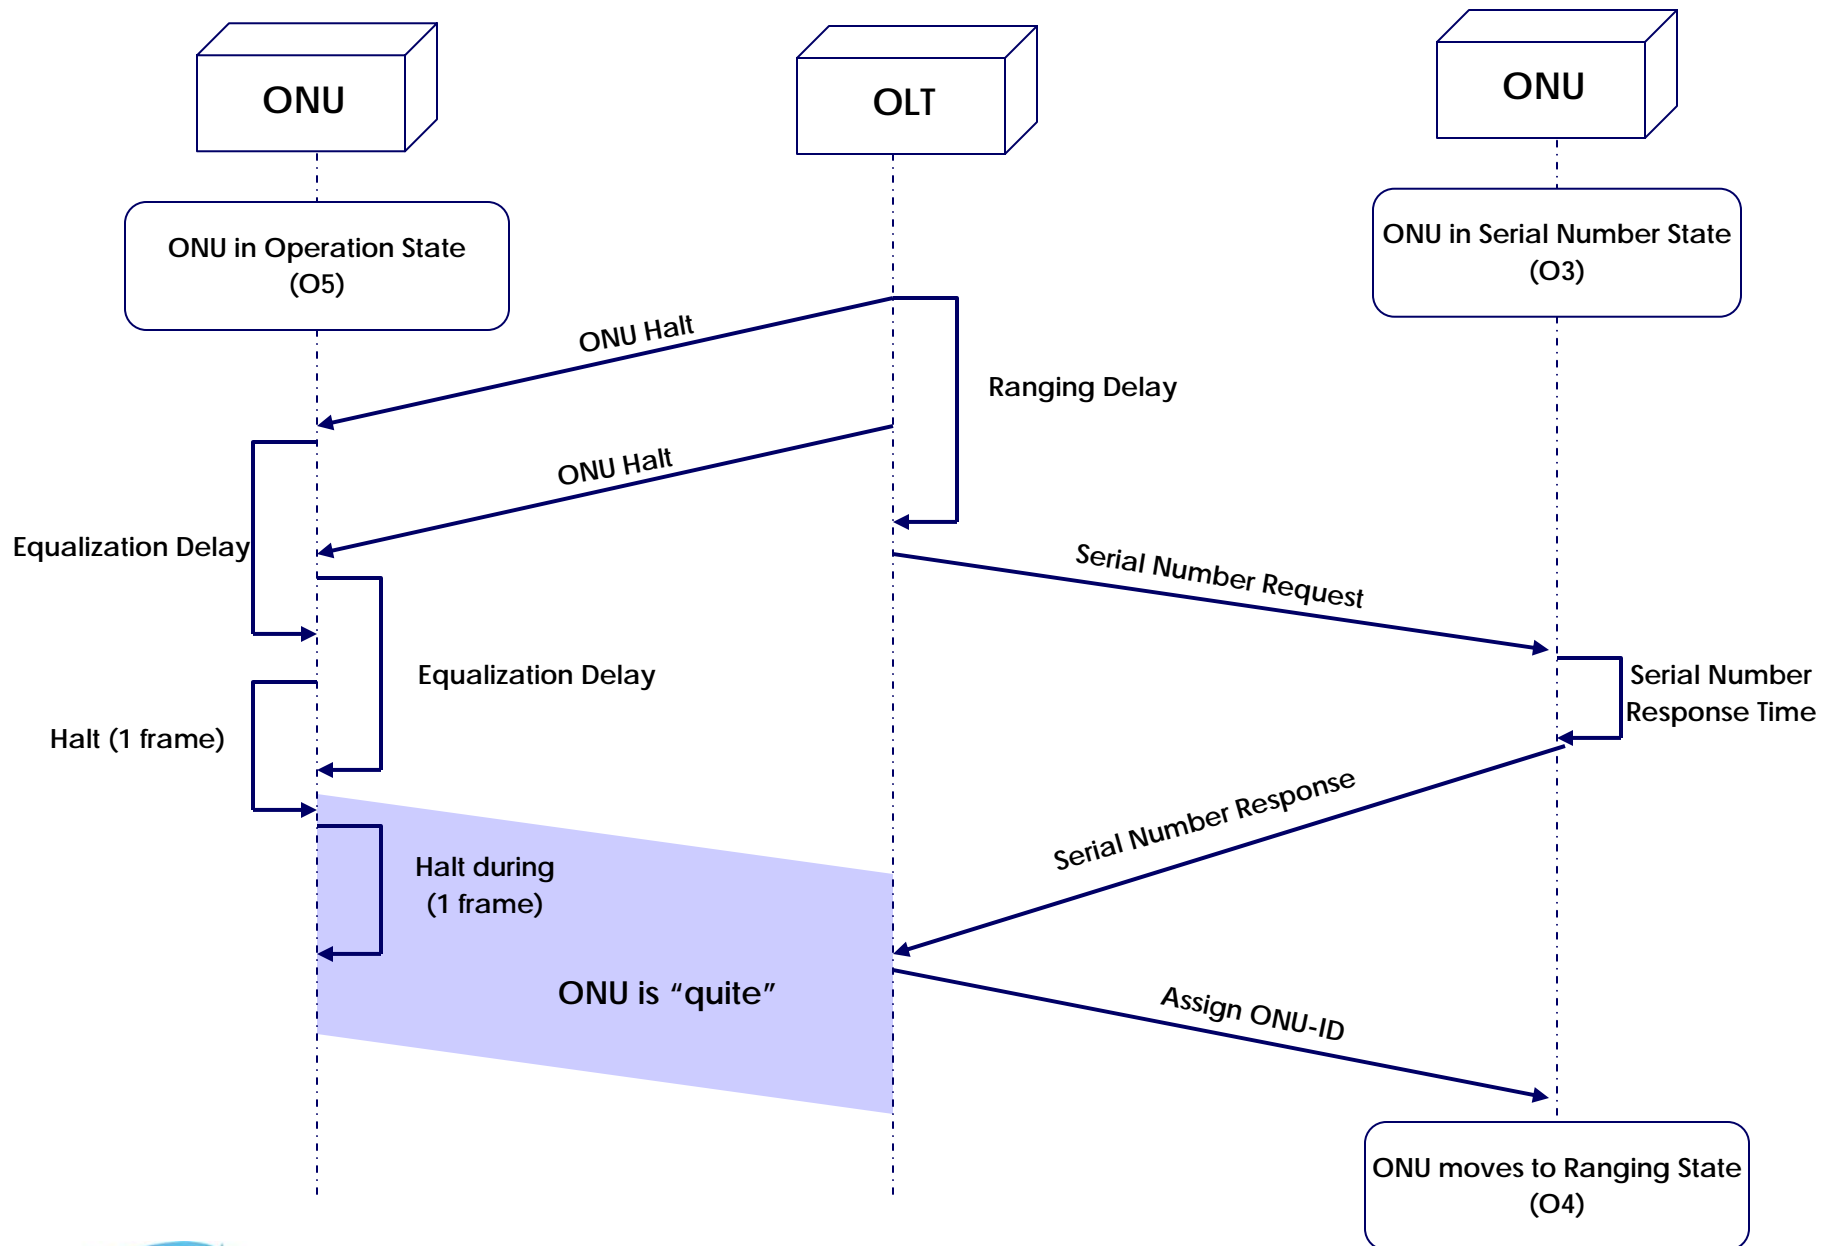 ONU
OLT
ONU
ONU in Operation State
(O5)
ONU in Serial Number State
(O3)
ONU Halt
Ranging Delay
ONU Halt
Equalization Delay
Serial Number Request
Equalization Delay
Serial Number
Response Time
Halt (1 frame)
Serial Number Response
Halt during
(1 frame)
ONU is “quite”
Assign ONU-ID
ONU moves to Ranging State
(O4)